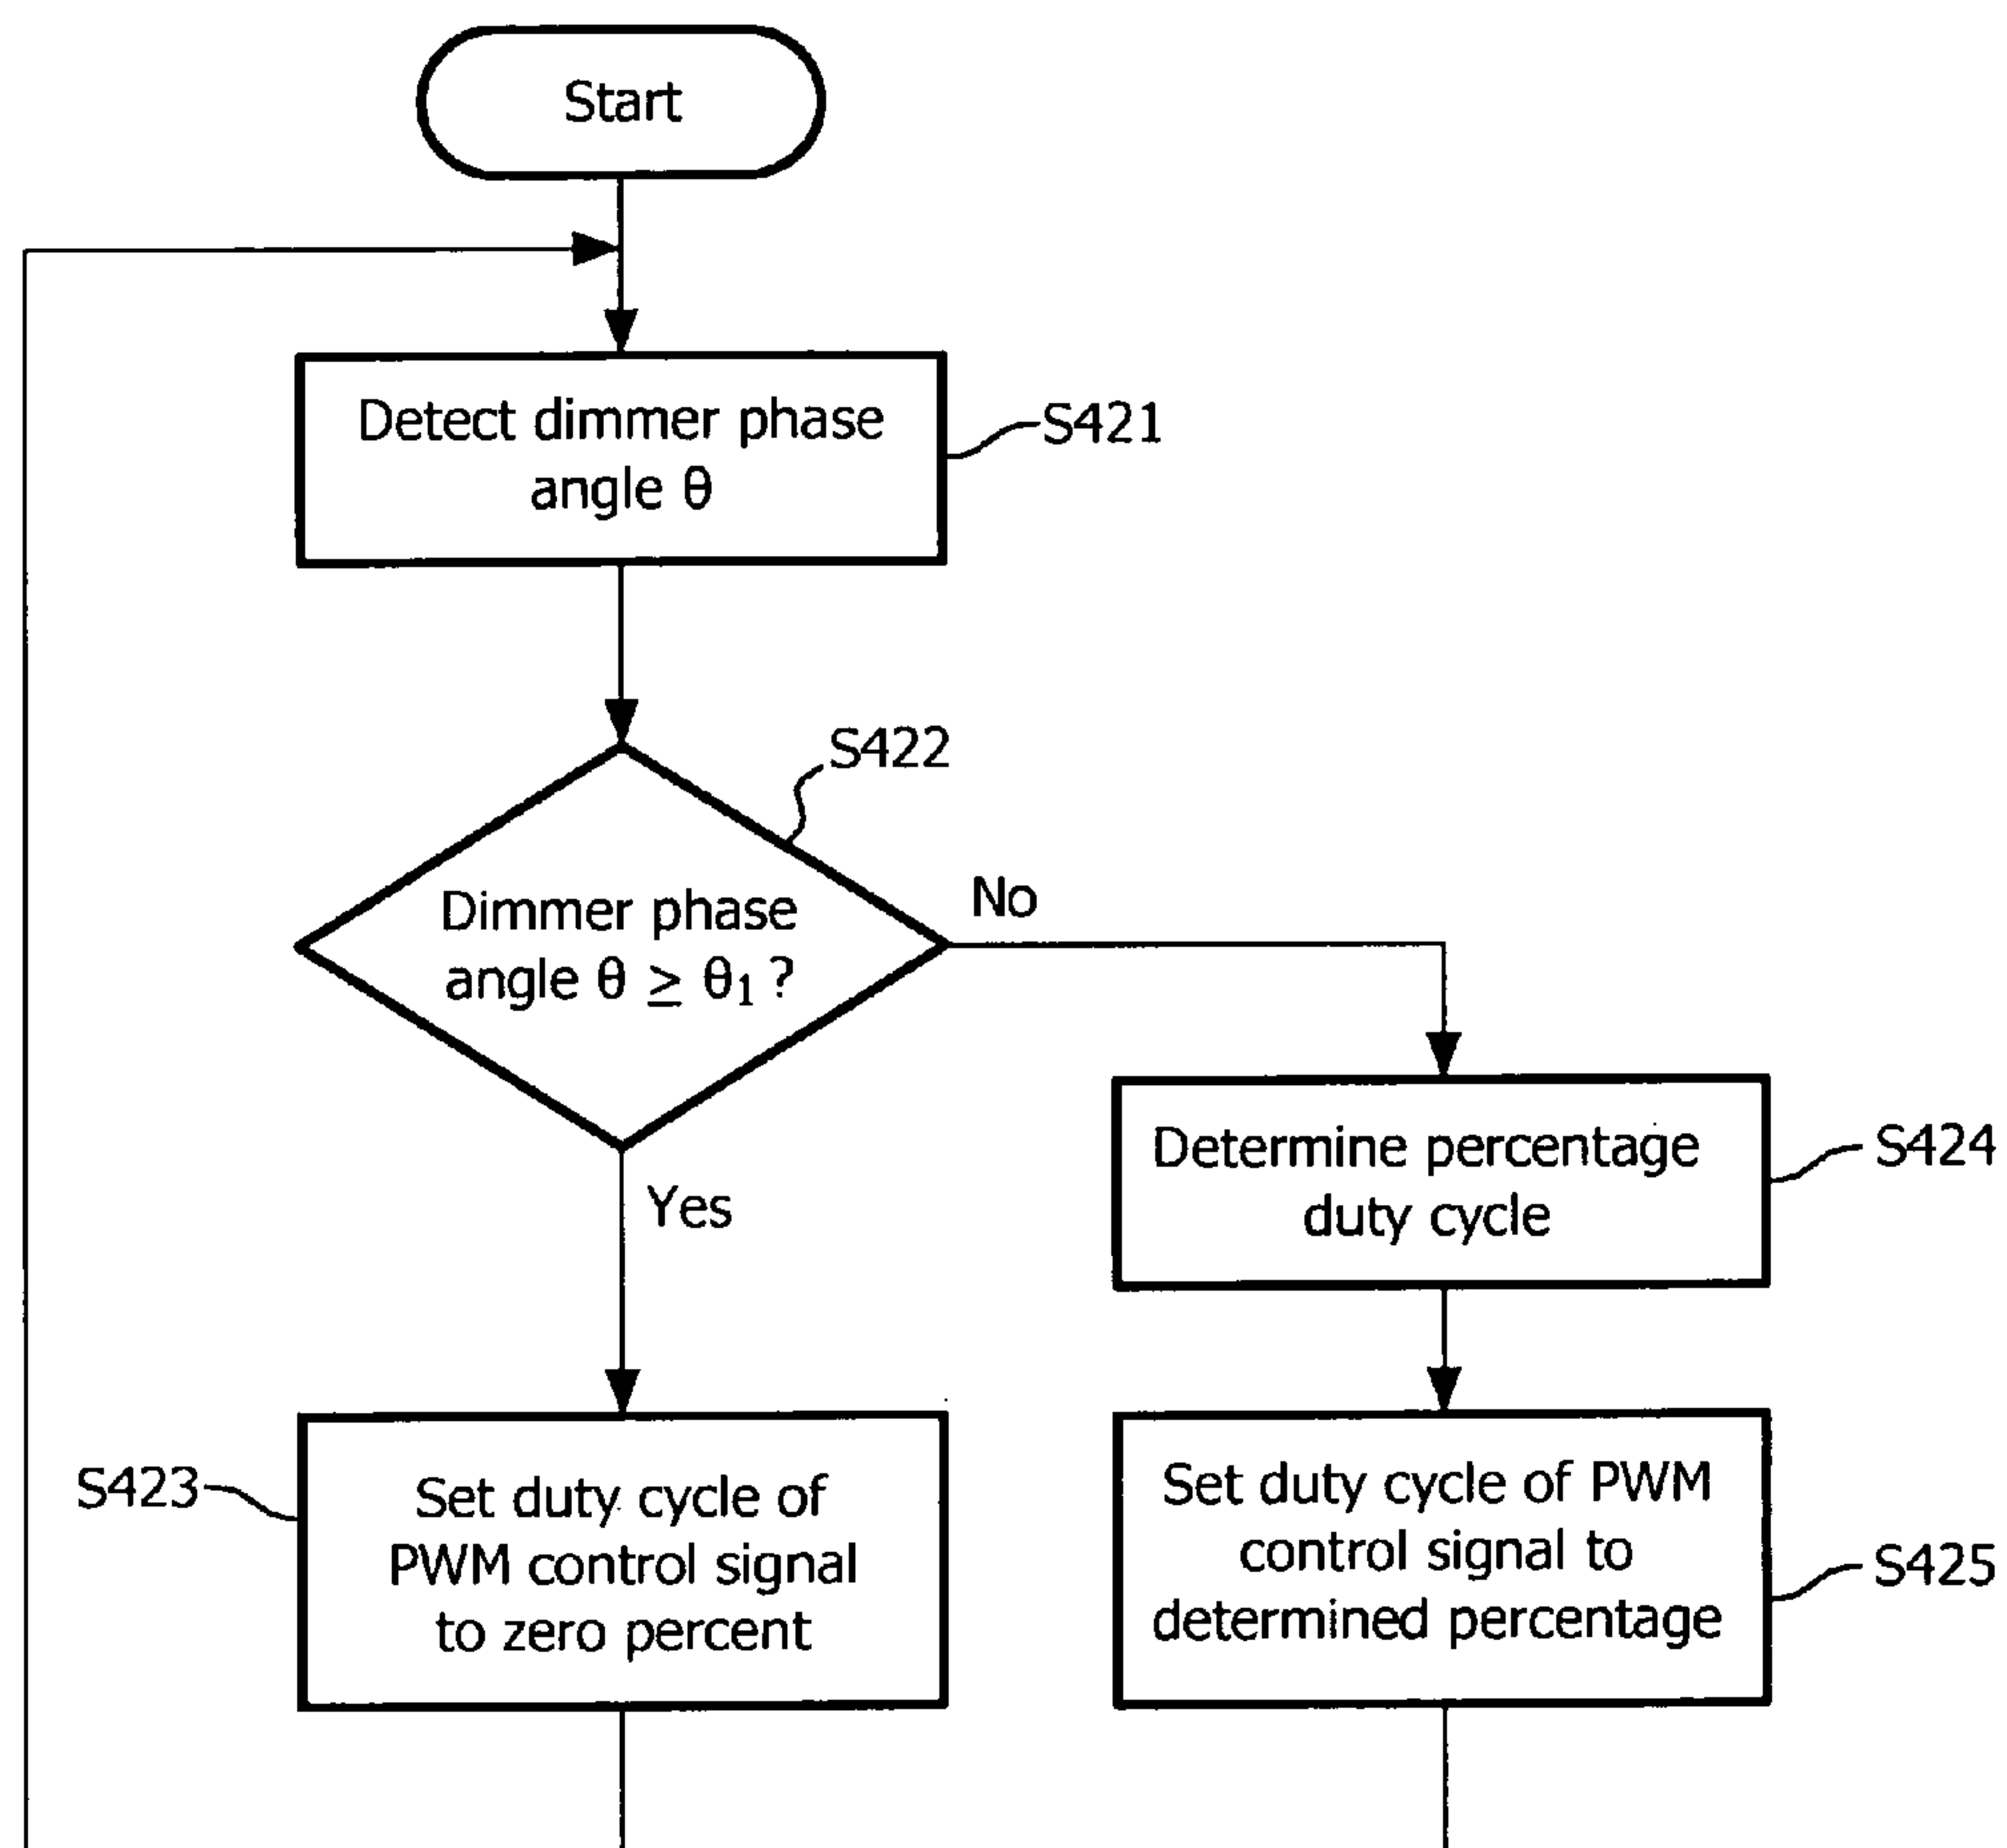 Start
Detect dimmer phase
angle θ
S421
S422
Dimmer phase
angle θ ≥ θ₁ ?
No
Yes
Determine percentage
duty cycle
S424
S423
Set duty cycle of
PWM control signal
to zero percent
Set duty cycle of PWM
control signal to
determined percentage
S425